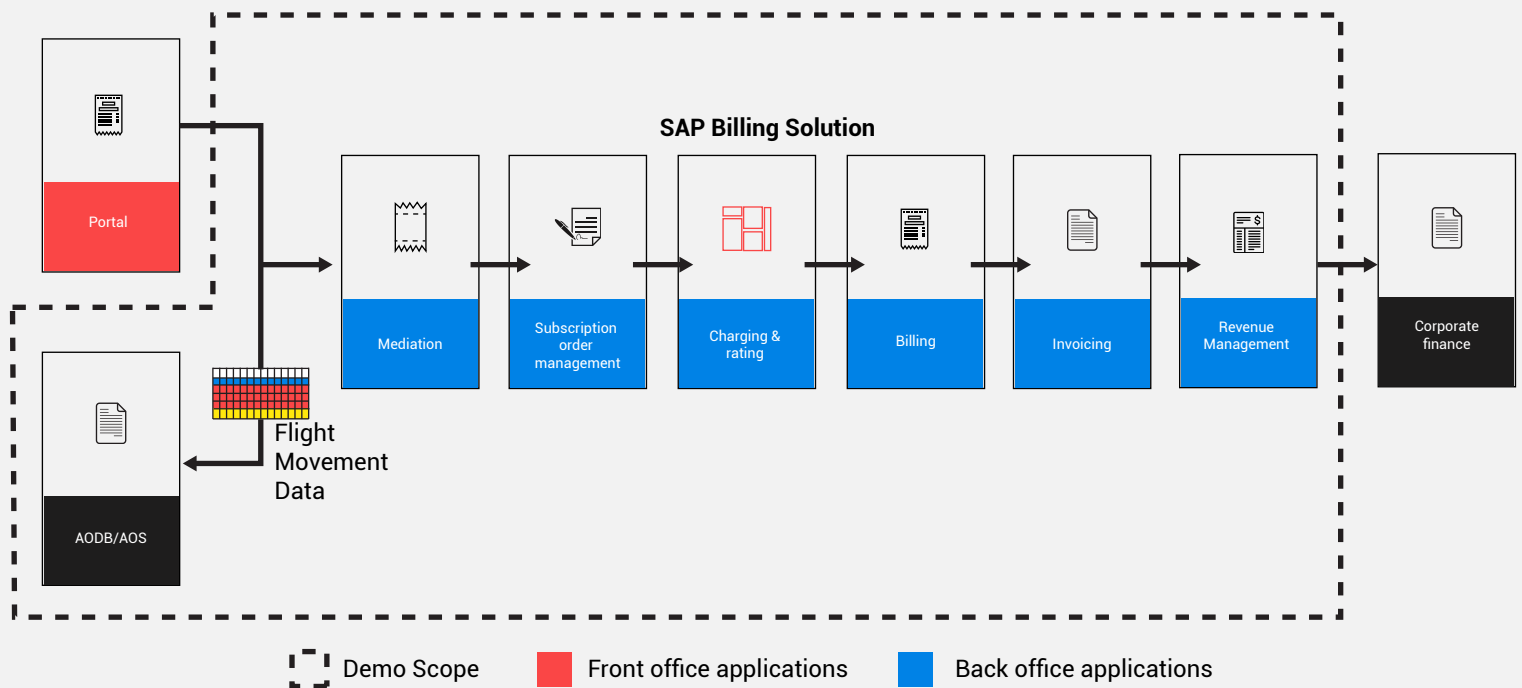 SAP Billing Solution
Portal
Mediation
Subscription
order
management
Charging &
rating
Billing
Invoicing
Revenue
Management
Corporate
finance
$
Flight
Movement
Data
AODB/AOS
Demo Scope
Front office applications
Back office applications